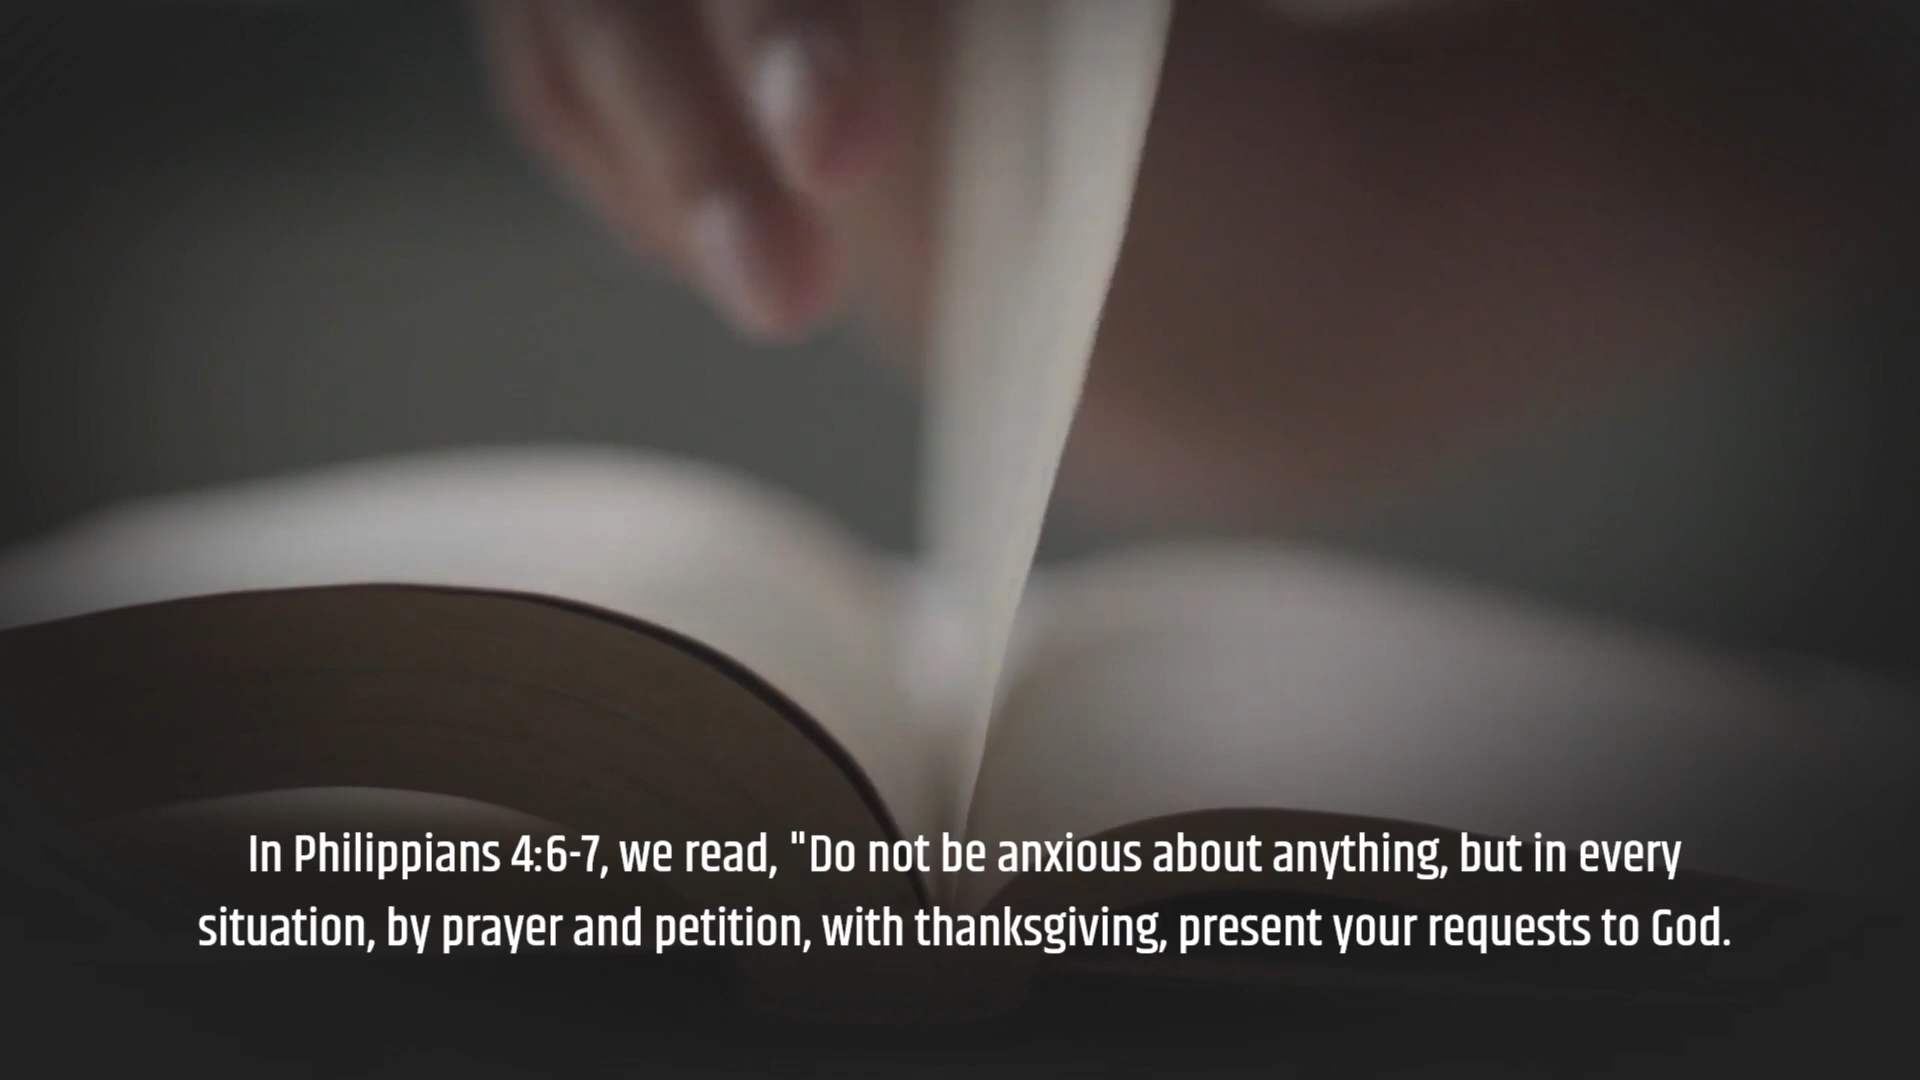 In Philippians 4:6-7, we read, "Do not be anxious about anything, but in every
situation, by prayer and petition, with thanksgiving, present your requests to God.